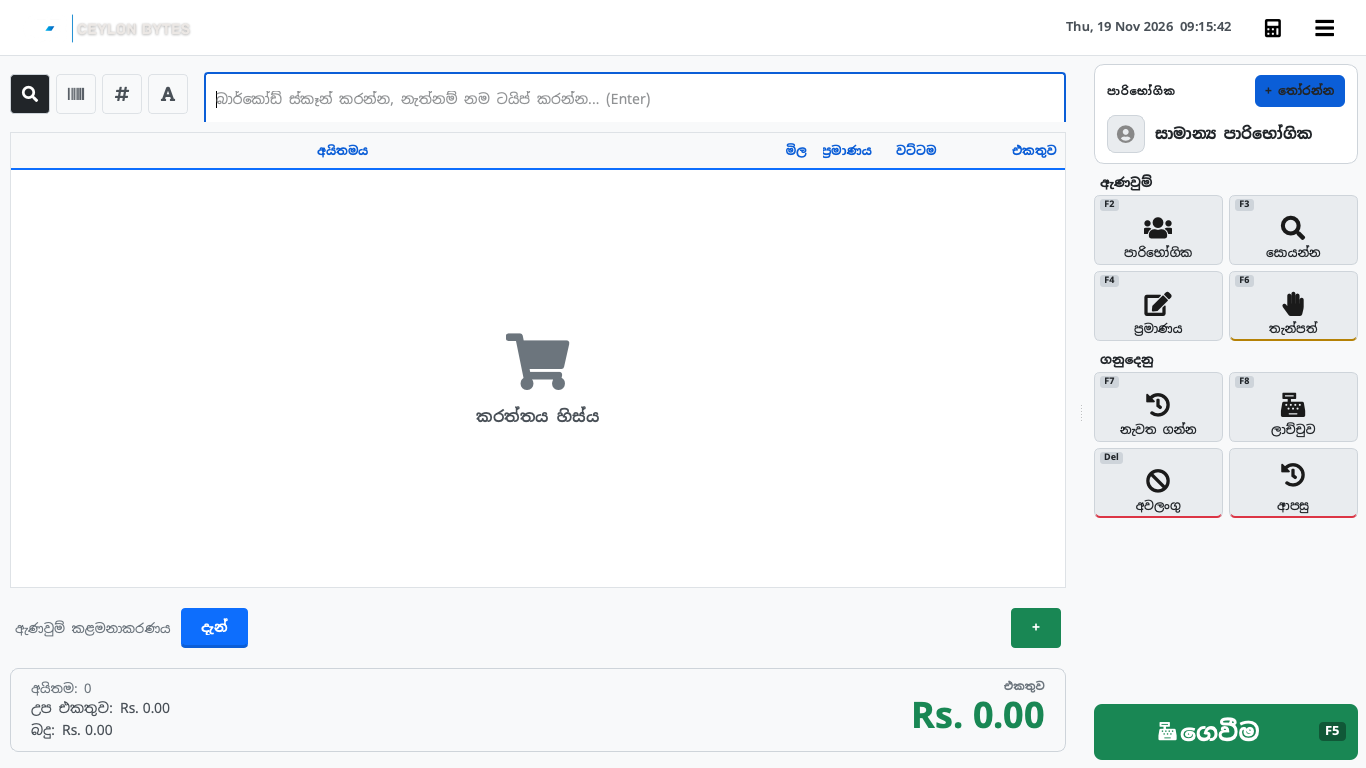 CEYLON BYTES
Thu, 19 Nov 2026 09:15:42
#
A
බාර්කෝඩ් ස්කෑන් කරන්න, නැත්නම් නම ටයිප් කරන්න... (Enter)
අයිතමය මිල ප්‍රමාණය වට්ටම එකතුව
කරත්තය හිස්ය
ඇණවුම් කළමනාකරණය
දැන්
+
අයිතම: 0
උප එකතුව: Rs. 0.00
බදු: Rs. 0.00
එකතුව
Rs. 0.00
පාරිභෝගික
+ තෝරන්න
සාමාන්‍ය පාරිභෝගික
ඇණවුම්
F2
පාරිභෝගික
F3
සොයන්න
F4
ප්‍රමාණය
F6
තැන්පත්
ගනුදෙනු
F7
නැවත ගන්න
F8
ලාච්චුව
Del
අවලංගු
ආපසු
ගෙවීම
F5